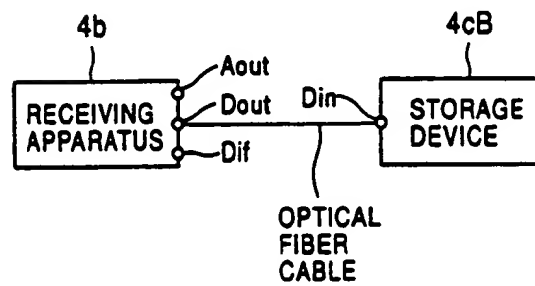 4b
4cB
Aout
RECEIVING
APPARATUS
Dout
Dif
Din
STORAGE
DEVICE
OPTICAL
FIBER
CABLE